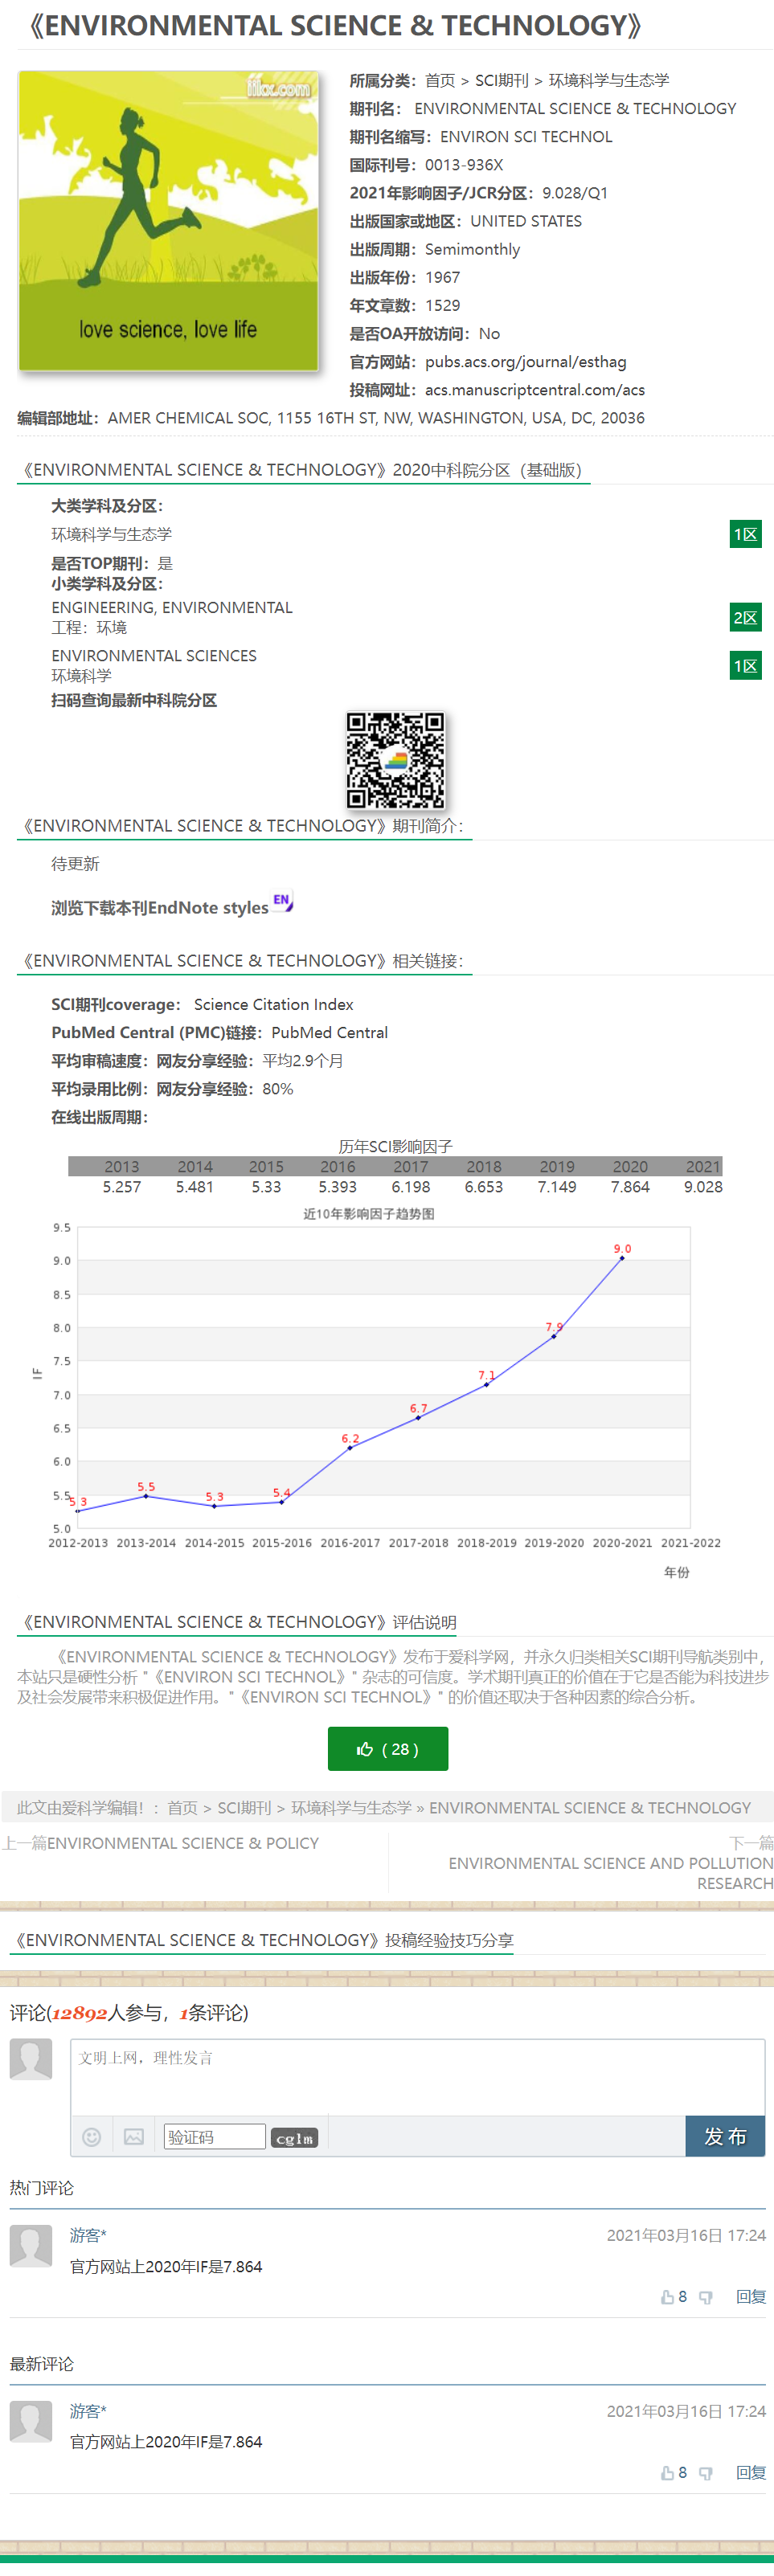 《ENVIRONMENTAL SCIENCE & TECHNOLOGY》
iikx.com
love science, love life
所属分类：首页 > SCI期刊 > 环境科学与生态学
期刊名： ENVIRONMENTAL SCIENCE & TECHNOLOGY
期刊名缩写：ENVIRON SCI TECHNOL
国际刊号：0013-936X
2021年影响因子/JCR分区：9.028/Q1
出版国家或地区：UNITED STATES
出版周期：Semimonthly
出版年份：1967
年文章数：1529
是否OA开放访问：No
官方网站：pubs.acs.org/journal/esthag
投稿网址：acs.manuscriptcentral.com/acs
编辑部地址：AMER CHEMICAL SOC, 1155 16TH ST, NW, WASHINGTON, USA, DC, 20036
《ENVIRONMENTAL SCIENCE & TECHNOLOGY》2020中科院分区（基础版）
大类学科及分区：
环境科学与生态学 1区
是否TOP期刊：是
小类学科及分区：
ENGINEERING, ENVIRONMENTAL
工程：环境 2区
ENVIRONMENTAL SCIENCES
环境科学 1区
扫码查询最新中科院分区
《ENVIRONMENTAL SCIENCE & TECHNOLOGY》期刊简介：
待更新
浏览下载本刊EndNote styles EN
《ENVIRONMENTAL SCIENCE & TECHNOLOGY》相关链接：
SCI期刊coverage： Science Citation Index
PubMed Central (PMC)链接：PubMed Central
平均审稿速度：网友分享经验：平均2.9个月
平均录用比例：网友分享经验：80%
在线出版周期：
历年SCI影响因子
2013 2014 2015 2016 2017 2018 2019 2020 2021
5.257 5.481 5.33 5.393 6.198 6.653 7.149 7.864 9.028
近10年影响因子趋势图
9.5
9.0
8.5
8.0
7.5
7.0
6.5
6.0
5.5
5.0
IF
5.3 5.5 5.3 5.4 6.2 6.7 7.1 7.9 9.0
2012-2013 2013-2014 2014-2015 2015-2016 2016-2017 2017-2018 2018-2019 2019-2020 2020-2021 2021-2022
年份
《ENVIRONMENTAL SCIENCE & TECHNOLOGY》评估说明
《ENVIRONMENTAL SCIENCE & TECHNOLOGY》发布于爱科学网，并永久归类相关SCI期刊导航类别中，
本站只是硬性分析 "《ENVIRON SCI TECHNOL》" 杂志的可信度。学术期刊真正的价值在于它是否能为科技进步
及社会发展带来积极促进作用。"《ENVIRON SCI TECHNOL》" 的价值还取决于各种因素的综合分析。
( 28 )
此文由爱科学编辑！：首页 > SCI期刊 > 环境科学与生态学 » ENVIRONMENTAL SCIENCE & TECHNOLOGY
上一篇ENVIRONMENTAL SCIENCE & POLICY
下一篇
ENVIRONMENTAL SCIENCE AND POLLUTION
RESEARCH
《ENVIRONMENTAL SCIENCE & TECHNOLOGY》投稿经验技巧分享
评论(12892人参与，1条评论)
文明上网，理性发言
验证码 cglm 发布
热门评论
游客* 2021年03月16日 17:24
官方网站上2020年IF是7.864
8 回复
最新评论
游客* 2021年03月16日 17:24
官方网站上2020年IF是7.864
8 回复